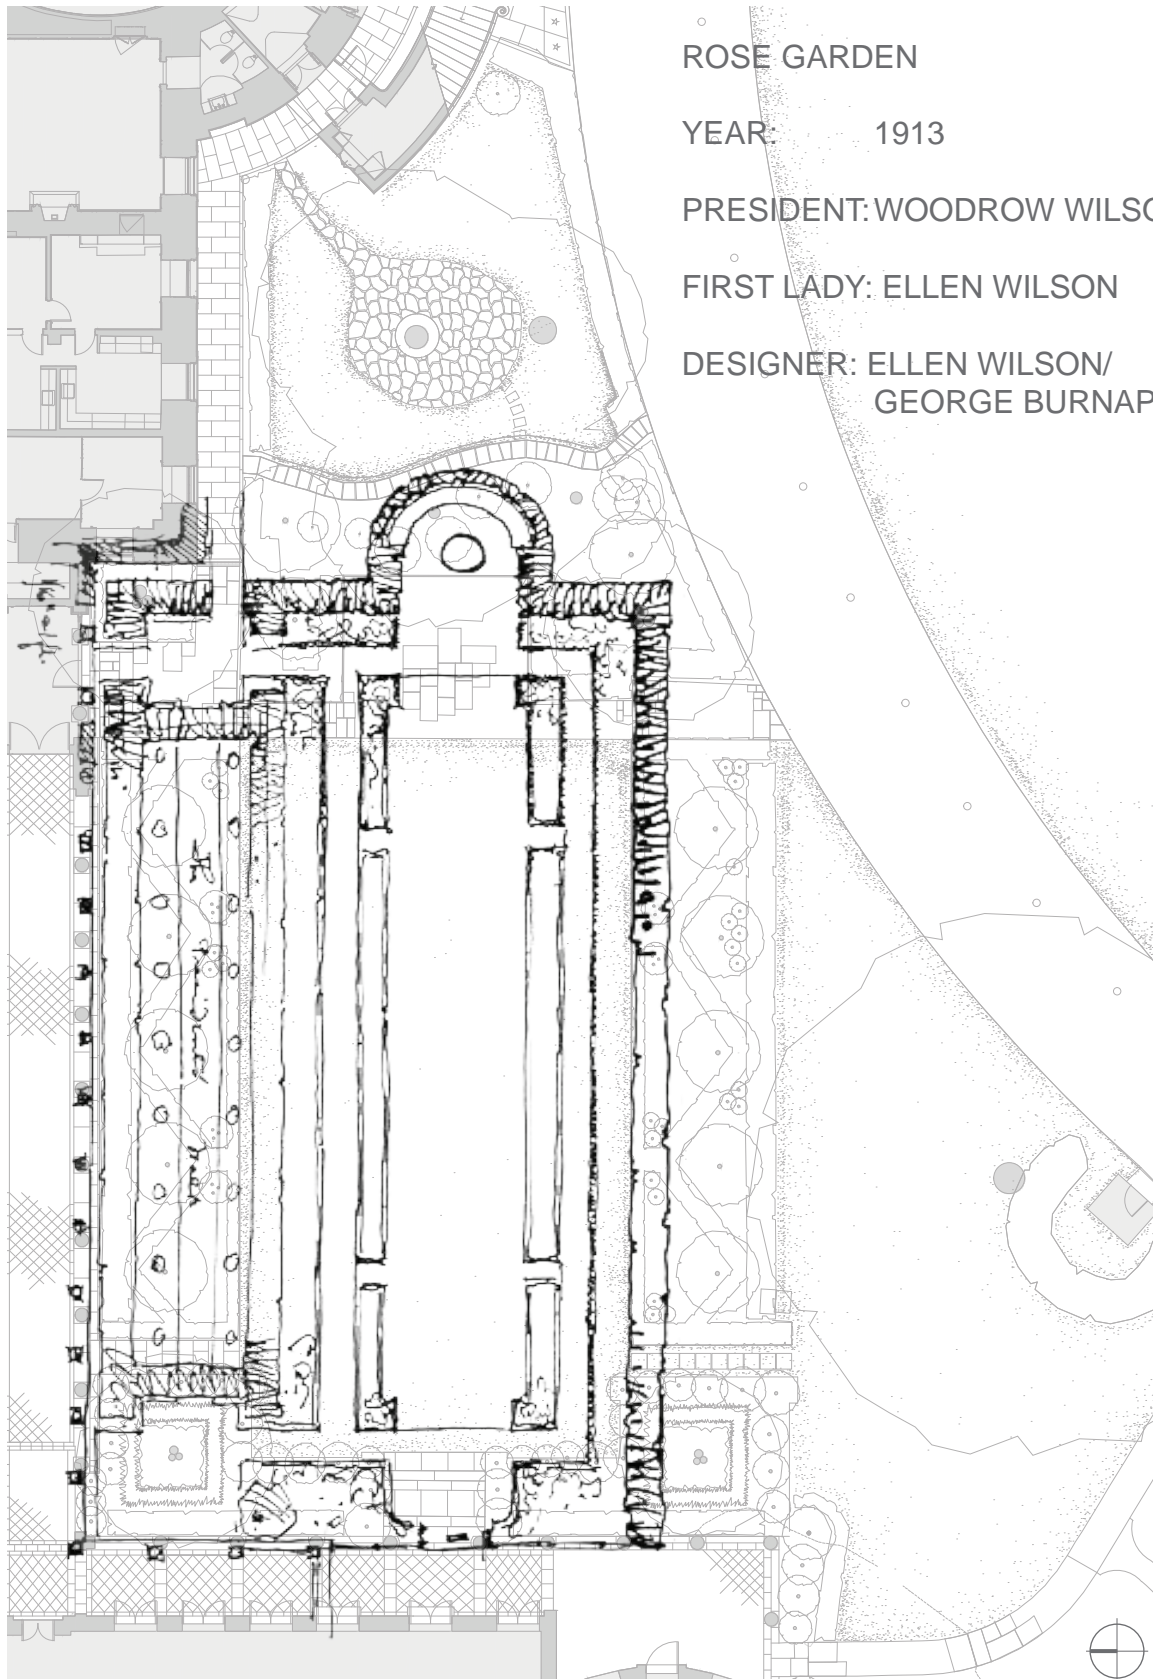 ROSE GARDEN
YEAR: 1913
PRESIDENT: WOODROW WILSO
FIRST LADY: ELLEN WILSON
DESIGNER: ELLEN WILSON/
GEORGE BURNAP